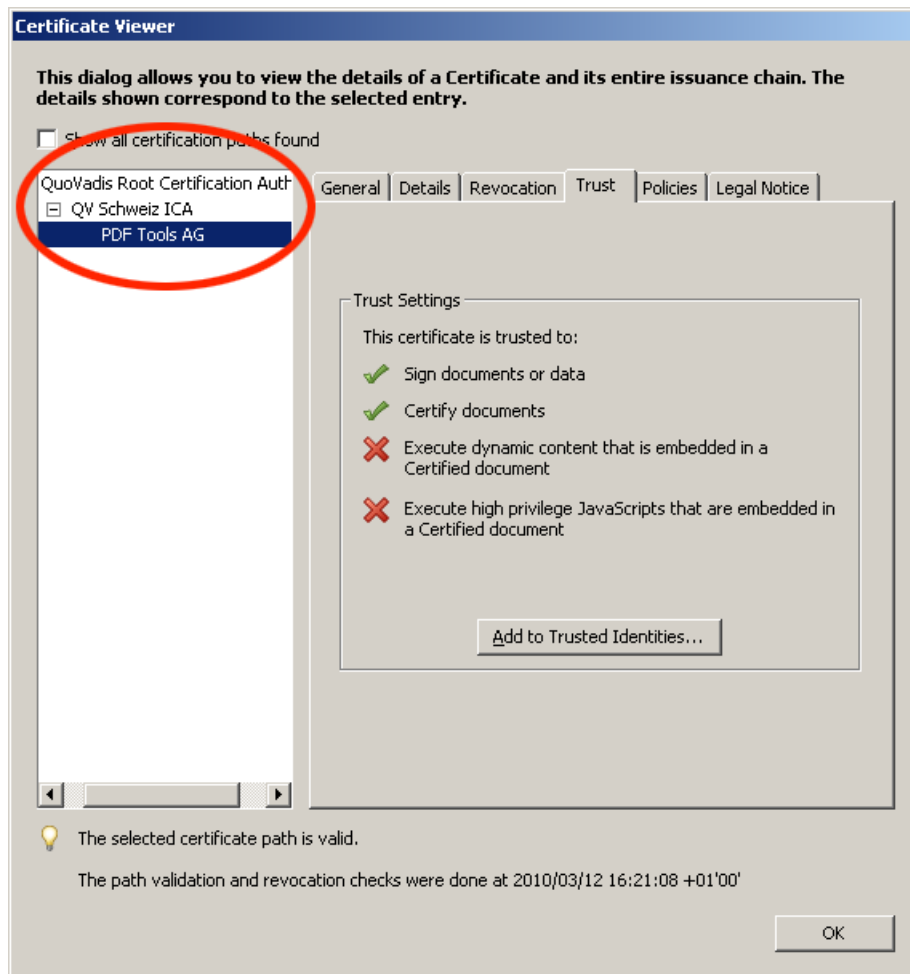 Certificate Viewer
This dialog allows you to view the details of a Certificate and its entire issuance chain. The
details shown correspond to the selected entry.
Show all certification paths found
QuoVadis Root Certification Auth
QV Schweiz ICA
PDF Tools AG
General Details Revocation Trust Policies Legal Notice
Trust Settings
This certificate is trusted to:
Sign documents or data
Certify documents
Execute dynamic content that is embedded in a
Certified document
Execute high privilege JavaScripts that are embedded in
a Certified document
Add to Trusted Identities...
The selected certificate path is valid.
The path validation and revocation checks were done at 2010/03/12 16:21:08 +01'00'
OK